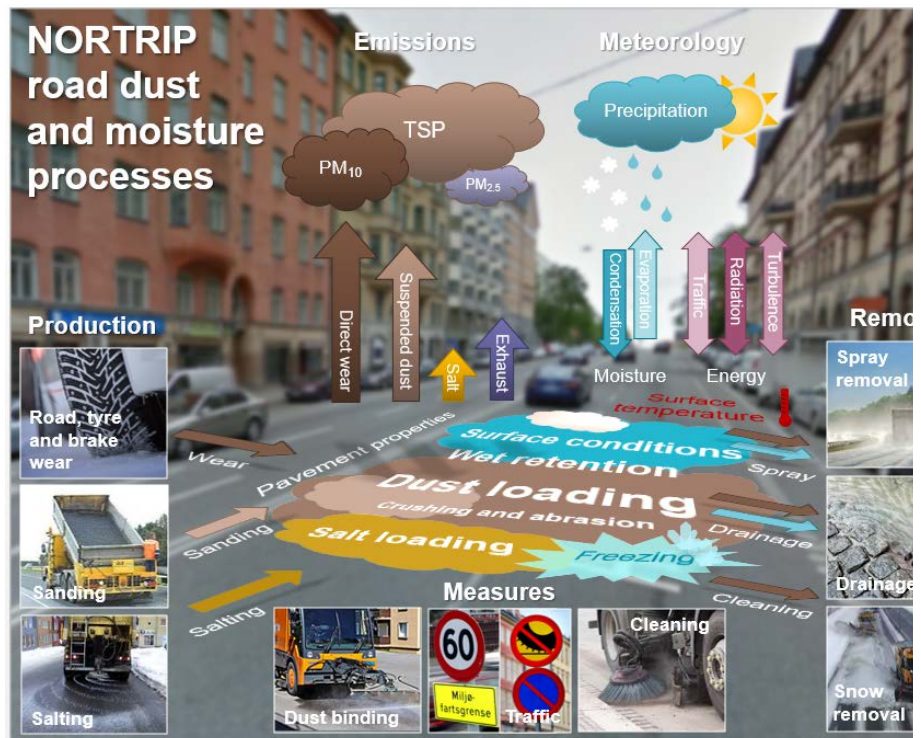 NORTRIP
road dust
and moisture
processes
Emissions
Meteorology
TSP
PM10
PM2.5
Precipitation
Direct wear
Suspended dust
Salt
Exhaust
Condensation
Evaporation
Traffic
Radiation
Turbulence
Moisture
Energy
Production
Road, tyre
and brake
wear
Sanding
Salting
Wear
Sanding
Salting
Pavement properties
Surface
temperature
Surface conditions
Wet retention
Dust loading
crushing and abrasion
Salt loading
Freezing
Spray
Drainage
Cleaning
Remo
Spray
removal
Drainage
Snow
removal
Measures
Dust binding
60
Miljø-
fartsgrense
Traffic
Cleaning